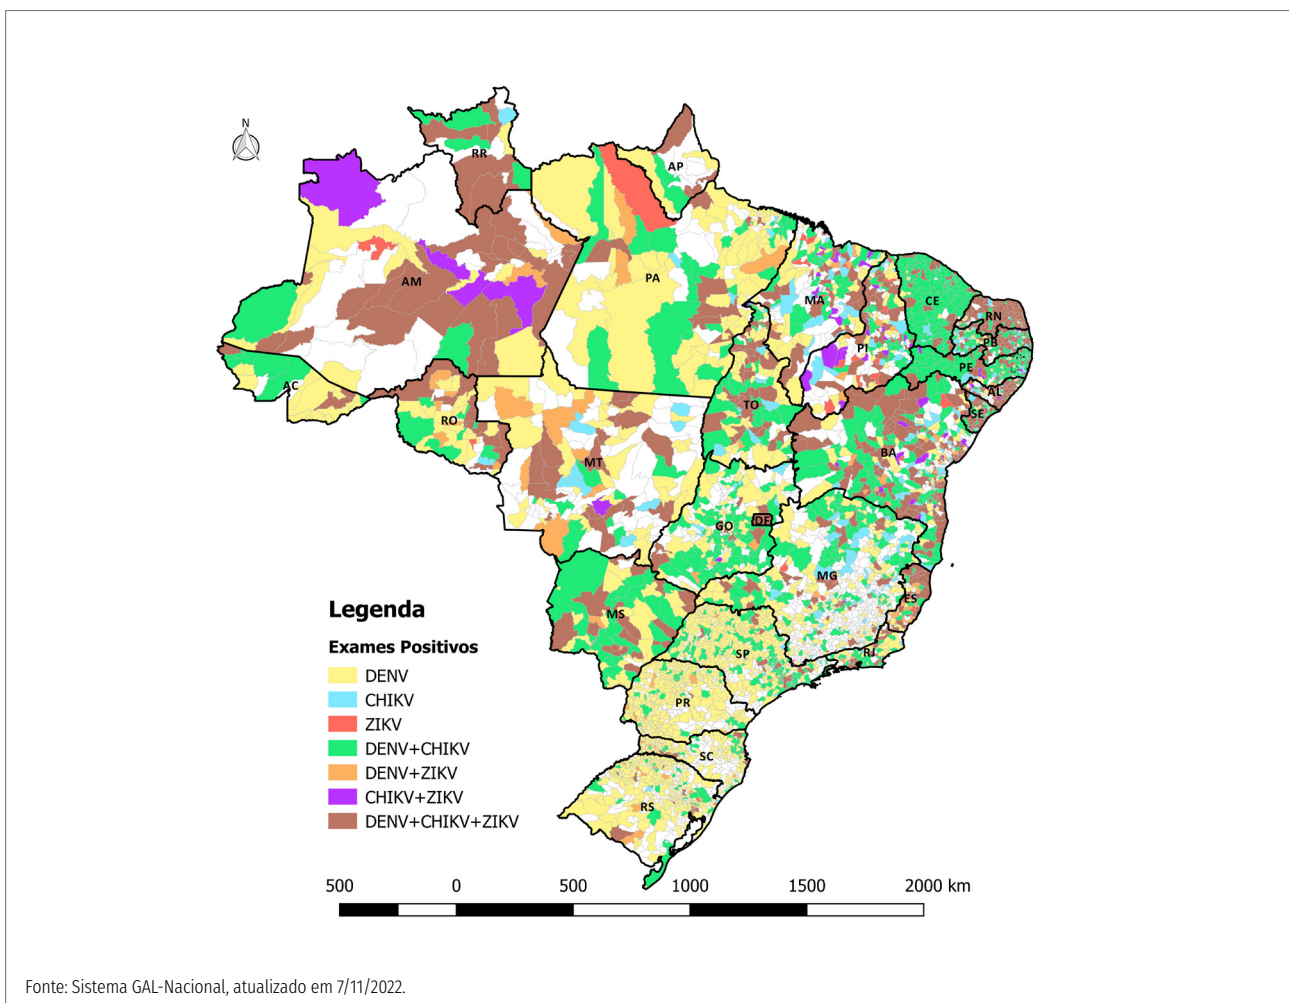 N
RR
AP
AM
PA
MA
CE
RN
PB
PI
PE
AC
AL
TO
SE
RO
BA
MT
GO
DF
MG
ES
MS
RJ
SP
PR
SC
RS
Legenda
Exames Positivos
DENV
CHIKV
ZIKV
DENV+CHIKV
DENV+ZIKV
CHIKV+ZIKV
DENV+CHIKV+ZIKV
500 0 500 1000 1500 2000 km
Fonte: Sistema GAL-Nacional, atualizado em 7/11/2022.